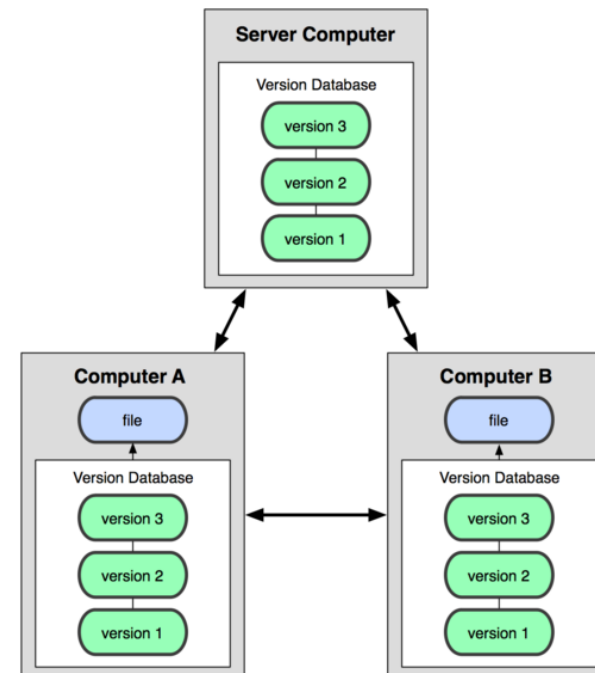 Server Computer
Version Database
version 3
version 2
version 1
Computer A
file
Version Database
version 3
version 2
version 1
Computer B
file
Version Database
version 3
version 2
version 1